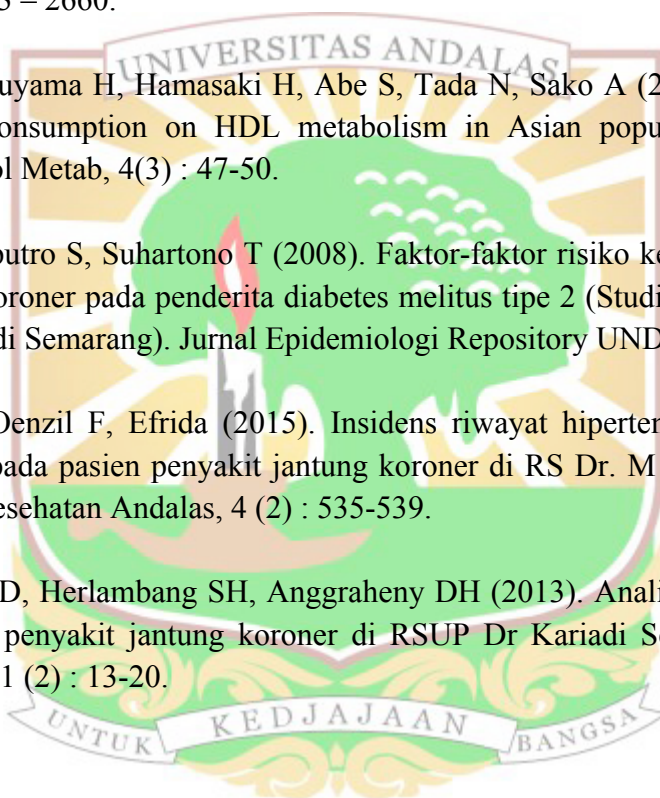 – 2660.
UNIVERSITAS ANDALAS
uyama H, Hamasaki H, Abe S, Tada N, Sako A (2
onsumption on HDL metabolism in Asian popu
ol Metab, 4(3) : 47-50.
outro S, Suhartono T (2008). Faktor-faktor risiko ke
oroner pada penderita diabetes melitus tipe 2 (Studi
di Semarang). Jurnal Epidemiologi Repository UND
Denzil F, Efrida (2015). Insidens riwayat hiperten
pada pasien penyakit jantung koroner di RS Dr. M
esehatan Andalas, 4 (2) : 535-539.
D, Herlambang SH, Anggraheny DH (2013). Anali
penyakit jantung koroner di RSUP Dr Kariadi S
1 (2) : 13-20.
UNTUK KEDJAJAAN BANGSA